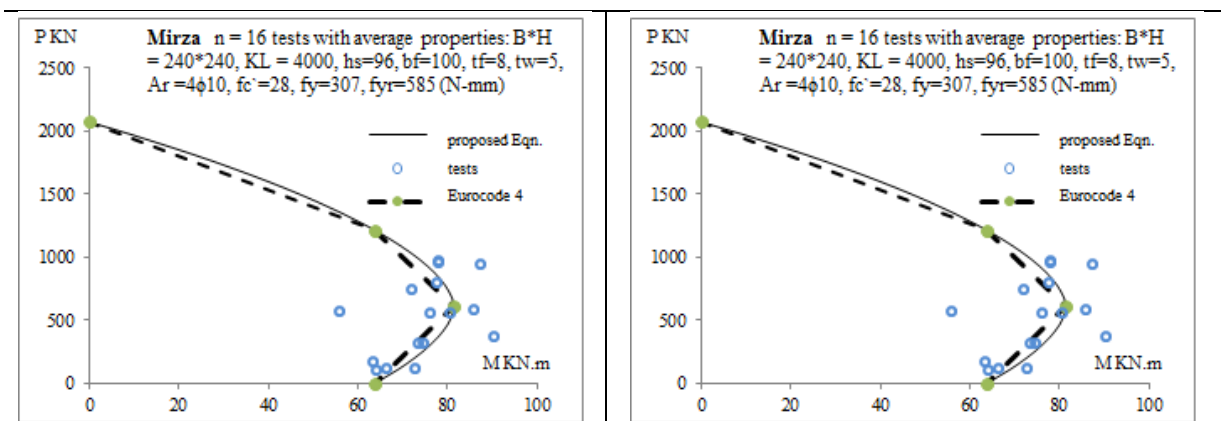 P KN
Mirza n = 16 tests with average properties: B*H
= 240*240, KL = 4000, hs=96, bf=100, tf=8, tw=5,
Ar =4ϕ10, fc`=28, fy=307, fyr=585 (N-mm)
2500
2000
1500
1000
500
0
proposed Eqn.
tests
Eurocode 4
M KN.m
0 20 40 60 80 100
P KN
Mirza n = 16 tests with average properties: B*H
= 240*240, KL = 4000, hs=96, bf=100, tf=8, tw=5,
Ar =4ϕ10, fc`=28, fy=307, fyr=585 (N-mm)
2500
2000
1500
1000
500
0
proposed Eqn.
tests
Eurocode 4
M KN.m
0 20 40 60 80 100